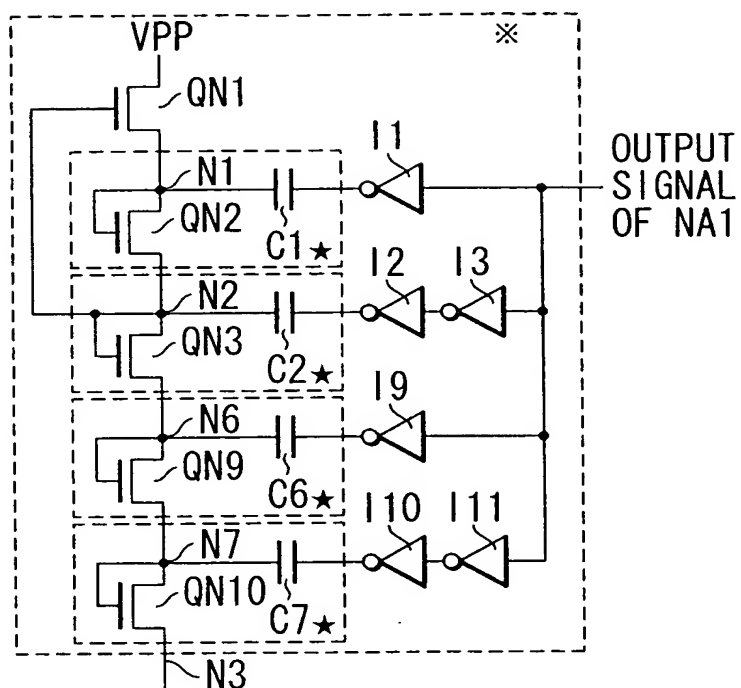 VPP
※
QN1
N1
I1
OUTPUT
SIGNAL
OF NA1
QN2
C1★
I2
I3
N2
QN3
C2★
I9
N6
QN9
C6★
I10
I11
N7
QN10
C7★
N3